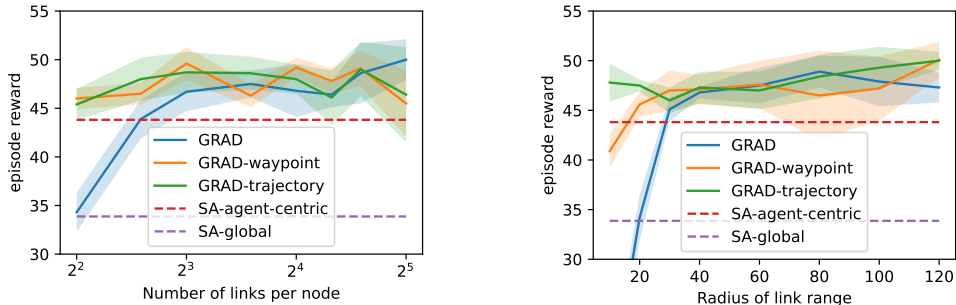 55
50
45
40
35
30
episode reward
GRAD
GRAD-waypoint
GRAD-trajectory
SA-agent-centric
SA-global
2^2
2^3
2^4
2^5
Number of links per node
55
50
45
40
35
30
episode reward
GRAD
GRAD-waypoint
GRAD-trajectory
SA-agent-centric
SA-global
20
40
60
80
100
120
Radius of link range